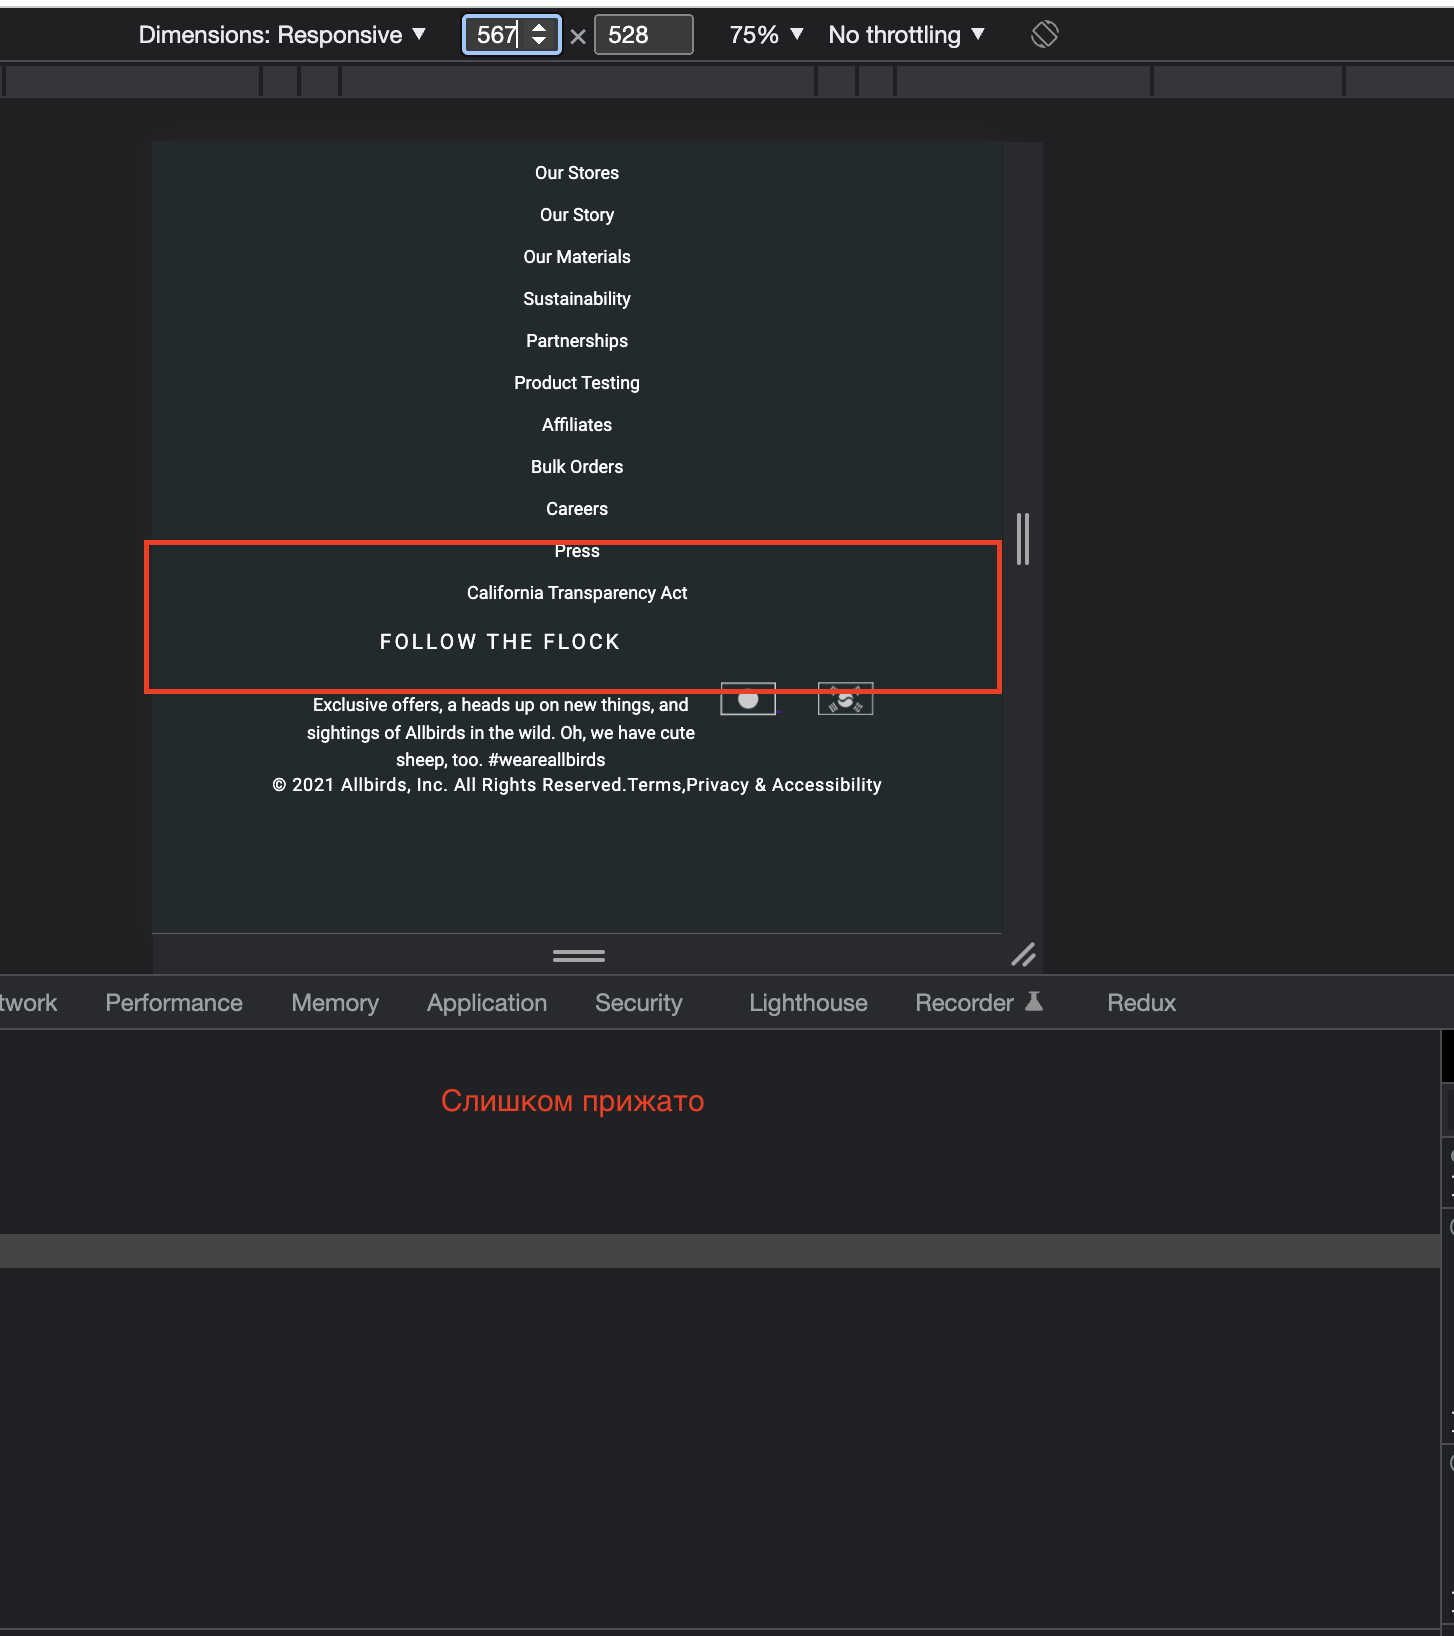 Dimensions: Responsive ▼ 567 × 528 75% ▼ No throttling ▼
Our Stores
Our Story
Our Materials
Sustainability
Partnerships
Product Testing
Affiliates
Bulk Orders
Careers
Press
California Transparency Act
FOLLOW THE FLOCK
Exclusive offers, a heads up on new things, and
sightings of Allbirds in the wild. Oh, we have cute
sheep, too. #weareallbirds
© 2021 Allbirds, Inc. All Rights Reserved.Terms,Privacy & Accessibility
twork Performance Memory Application Security Lighthouse Recorder Redux
Слишком прижато